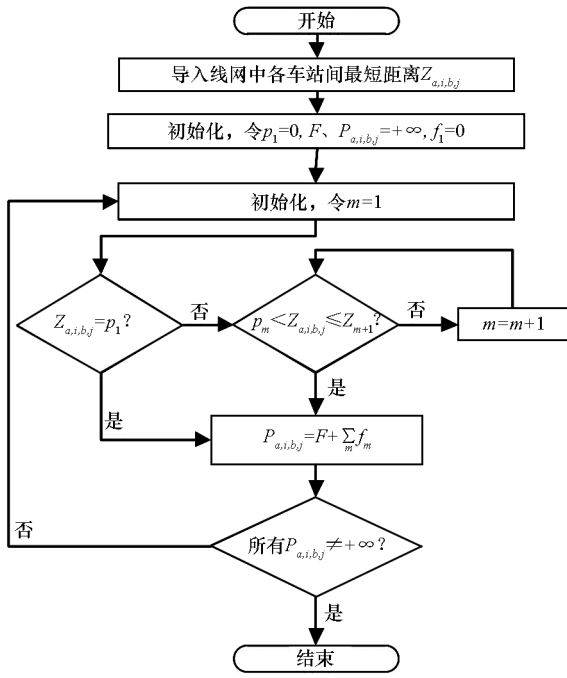 开始
导入线网中各车站间最短距离Z_{a,i,b,j}
初始化，令p_1=0, F、P_{a,i,b,j}=+∞, f_1=0
初始化，令m=1
Z_{a,i,b,j}=p_1?
否
p_m<Z_{a,i,b,j}≤Z_{m+1}?
否
m=m+1
是
是
P_{a,i,b,j}=F+∑_m f_m
否
所有P_{a,i,b,j}≠+∞?
是
结束